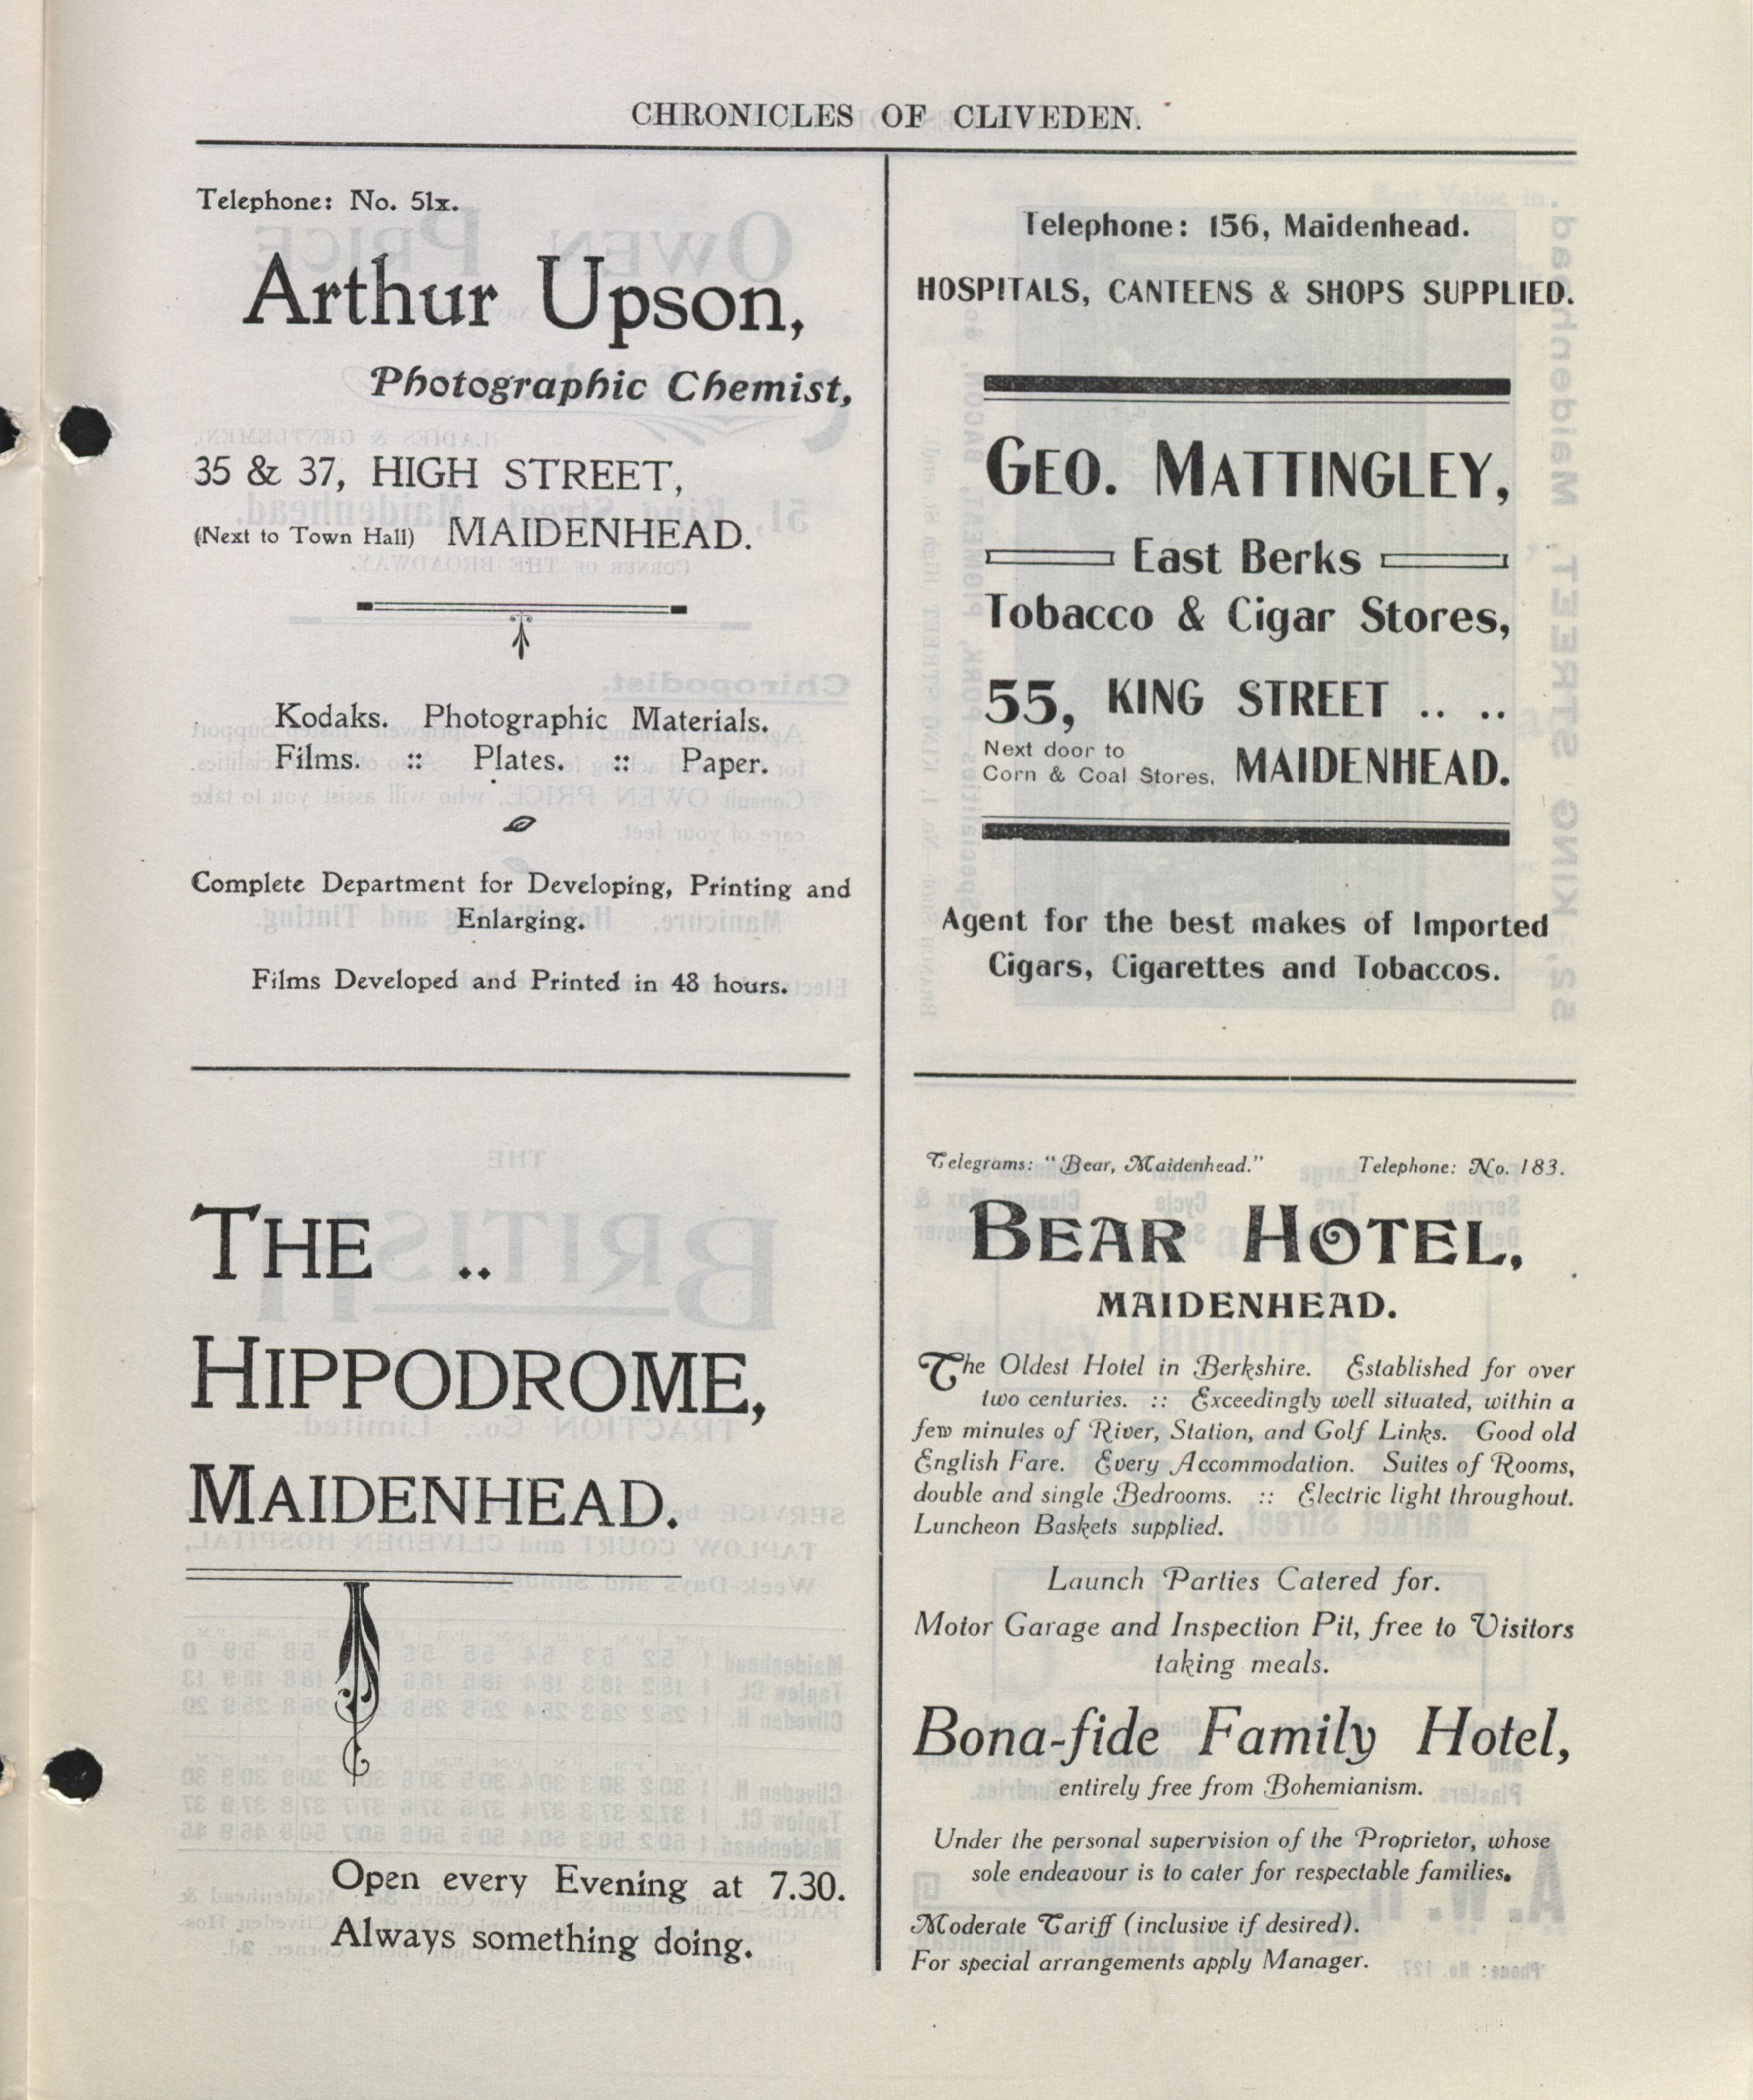 CHRONICLES OF CLIVEDEN.
Telephone: No. 51x.
Arthur Upson,
Photographic Chemist,
35 & 37, HIGH STREET,
(Next to Town Hall) MAIDENHEAD.
Kodaks. Photographic Materials.
Films. :: Plates. :: Paper.
Complete Department for Developing, Printing and
Enlarging.
Films Developed and Printed in 48 hours.
Telephone: 156, Maidenhead.
HOSPITALS, CANTEENS & SHOPS SUPPLIED.
GEO. MATTINGLEY,
East Berks
Tobacco & Cigar Stores,
55, KING STREET .. ..
Next door to
Corn & Coal Stores, MAIDENHEAD.
Agent for the best makes of Imported
Cigars, Cigarettes and Tobaccos.
THE ..
HIPPODROME,
MAIDENHEAD.
Open every Evening at 7.30.
Always something doing.
Telegrams: "Bear, Maidenhead." Telephone: No. 183.
BEAR HOTEL,
MAIDENHEAD.
The Oldest Hotel in Berkshire. Established for over
two centuries. :: Exceedingly well situated, within a
few minutes of River, Station, and Golf Links. Good old
English Fare. Every Accommodation. Suites of Rooms,
double and single Bedrooms. :: Electric light throughout.
Luncheon Baskets supplied.
Launch Parties Catered for.
Motor Garage and Inspection Pit, free to Visitors
taking meals.
Bona-fide Family Hotel,
entirely free from Bohemianism.
Under the personal supervision of the Proprietor, whose
sole endeavour is to cater for respectable families.
Moderate Tariff (inclusive if desired).
For special arrangements apply Manager.